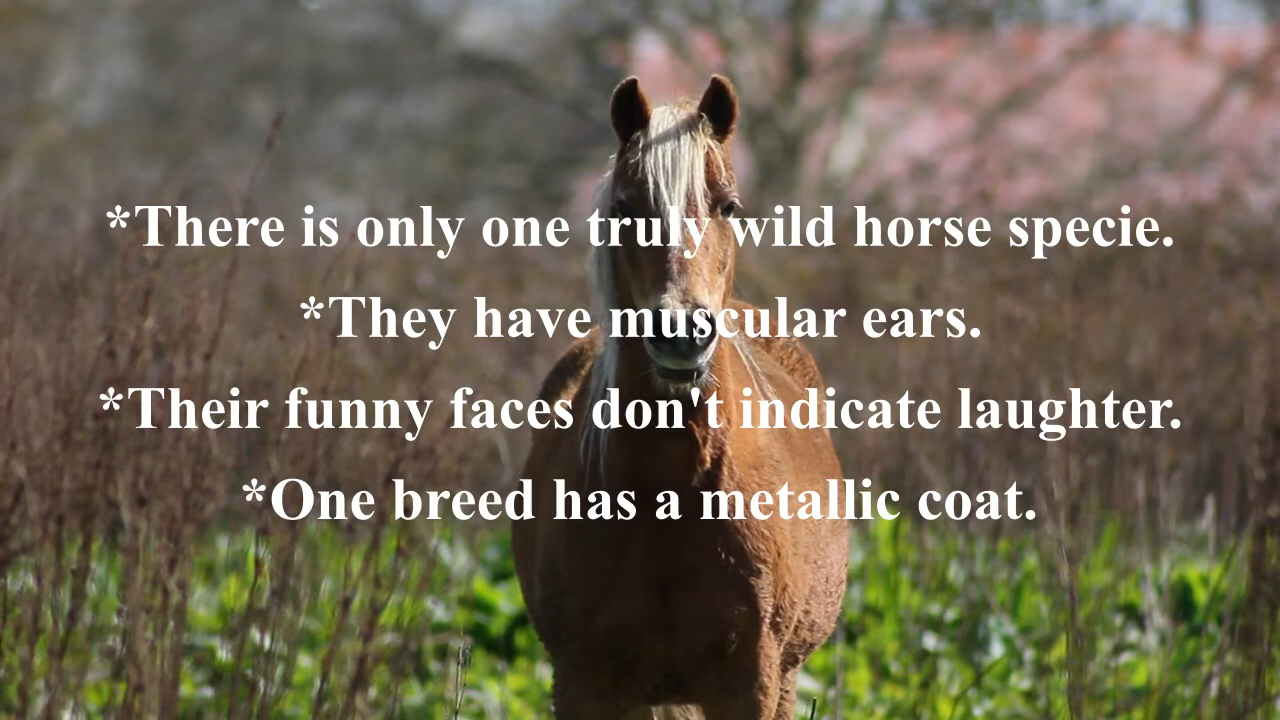 *There is only one truly wild horse specie.
*They have muscular ears.
*Their funny faces don't indicate laughter.
*One breed has a metallic coat.